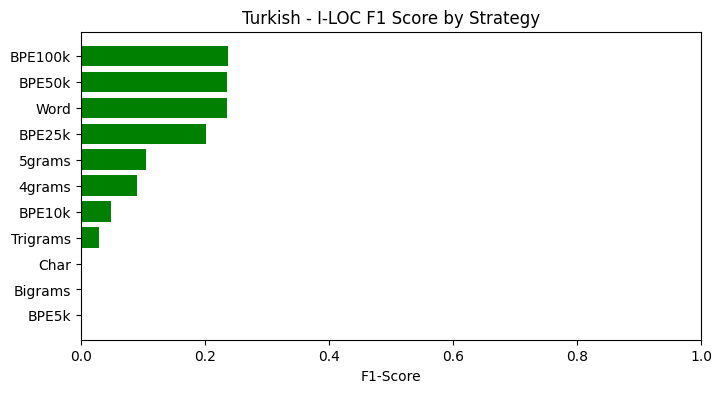 Turkish - I-LOC F1 Score by Strategy
BPE100k
BPE50k
Word
BPE25k
5grams
4grams
BPE10k
Trigrams
Char
Bigrams
BPE5k
0.0 0.2 0.4 0.6 0.8 1.0
F1-Score